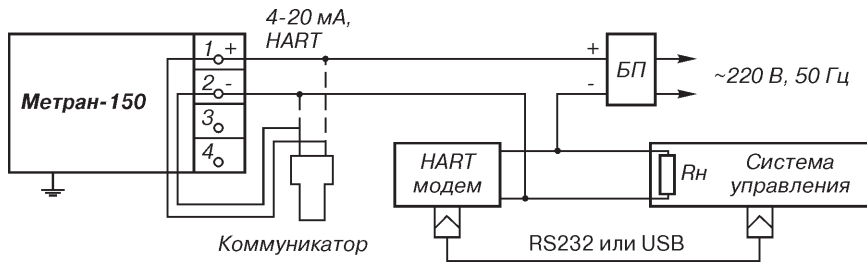 4-20 мА,
HART
1 +
2 -
3
4
Метран-150
+
-
БП
~220 В, 50 Гц
HART
модем
Rн
Система
управления
Коммуникатор
RS232 или USB